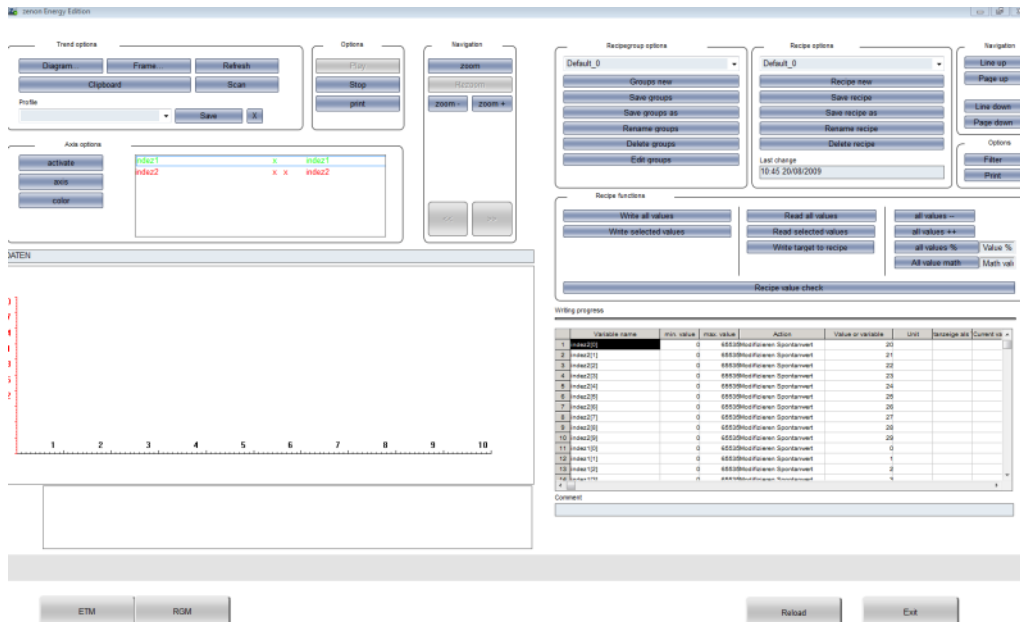 zenon Energy Edition
Trend options
Diagram...
Frame...
Refresh
Clipboard
Scan
Profile
Save
X
Options
Play
Stop
print
Navigation
zoom
Rezoom
zoom -
zoom +
<<
>>
Axis options
activate
axis
color
indez1 x indez1
indez2 x x indez2
DATEN
1 2 3 4 5 6 7 8 9 10
Recipegroup options
Default_0
Groups new
Save groups
Save groups as
Rename groups
Delete groups
Edit groups
Recipe options
Default_0
Recipe new
Save recipe
Save recipe as
Rename recipe
Delete recipe
Last change
10:45 20/08/2009
Navigation
Line up
Page up
Line down
Page down
Options
Filter
Print
Recipe functions
Write all values
Write selected values
Read all values
Read selected values
Write target to recipe
all values --
all values ++
all values %
Value %
All value math
Math val
Recipe value check
Writing progress
Variable name min. value max. value Action Value or variable Unit Current va
1 indez2[0] 0 65535 Modifizieren Spontanwert 20
2 indez2[1] 0 65535 Modifizieren Spontanwert 21
3 indez2[2] 0 65535 Modifizieren Spontanwert 22
4 indez2[3] 0 65535 Modifizieren Spontanwert 23
5 indez2[4] 0 65535 Modifizieren Spontanwert 24
6 indez2[5] 0 65535 Modifizieren Spontanwert 25
7 indez2[6] 0 65535 Modifizieren Spontanwert 26
8 indez2[7] 0 65535 Modifizieren Spontanwert 27
9 indez2[8] 0 65535 Modifizieren Spontanwert 28
10 indez2[9] 0 65535 Modifizieren Spontanwert 29
11 indez1[0] 0 65535 Modifizieren Spontanwert 0
12 indez1[1] 0 65535 Modifizieren Spontanwert 1
13 indez1[2] 0 65535 Modifizieren Spontanwert 2
Comment
ETM
RGM
Reload
Exit